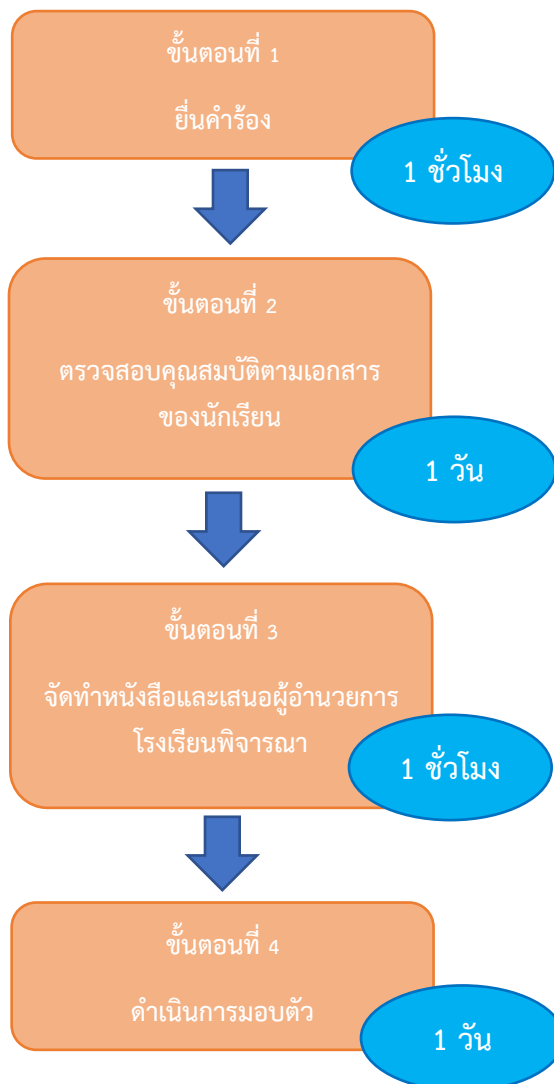 ขั้นตอนที่ 1
ยื่นคำร้อง
1 ชั่วโมง
ขั้นตอนที่ 2
ตรวจสอบคุณสมบัติตามเอกสาร
ของนักเรียน
1 วัน
ขั้นตอนที่ 3
จัดทำหนังสือและเสนอผู้อำนวยการ
โรงเรียนพิจารณา
1 ชั่วโมง
ขั้นตอนที่ 4
ดำเนินการมอบตัว
1 วัน